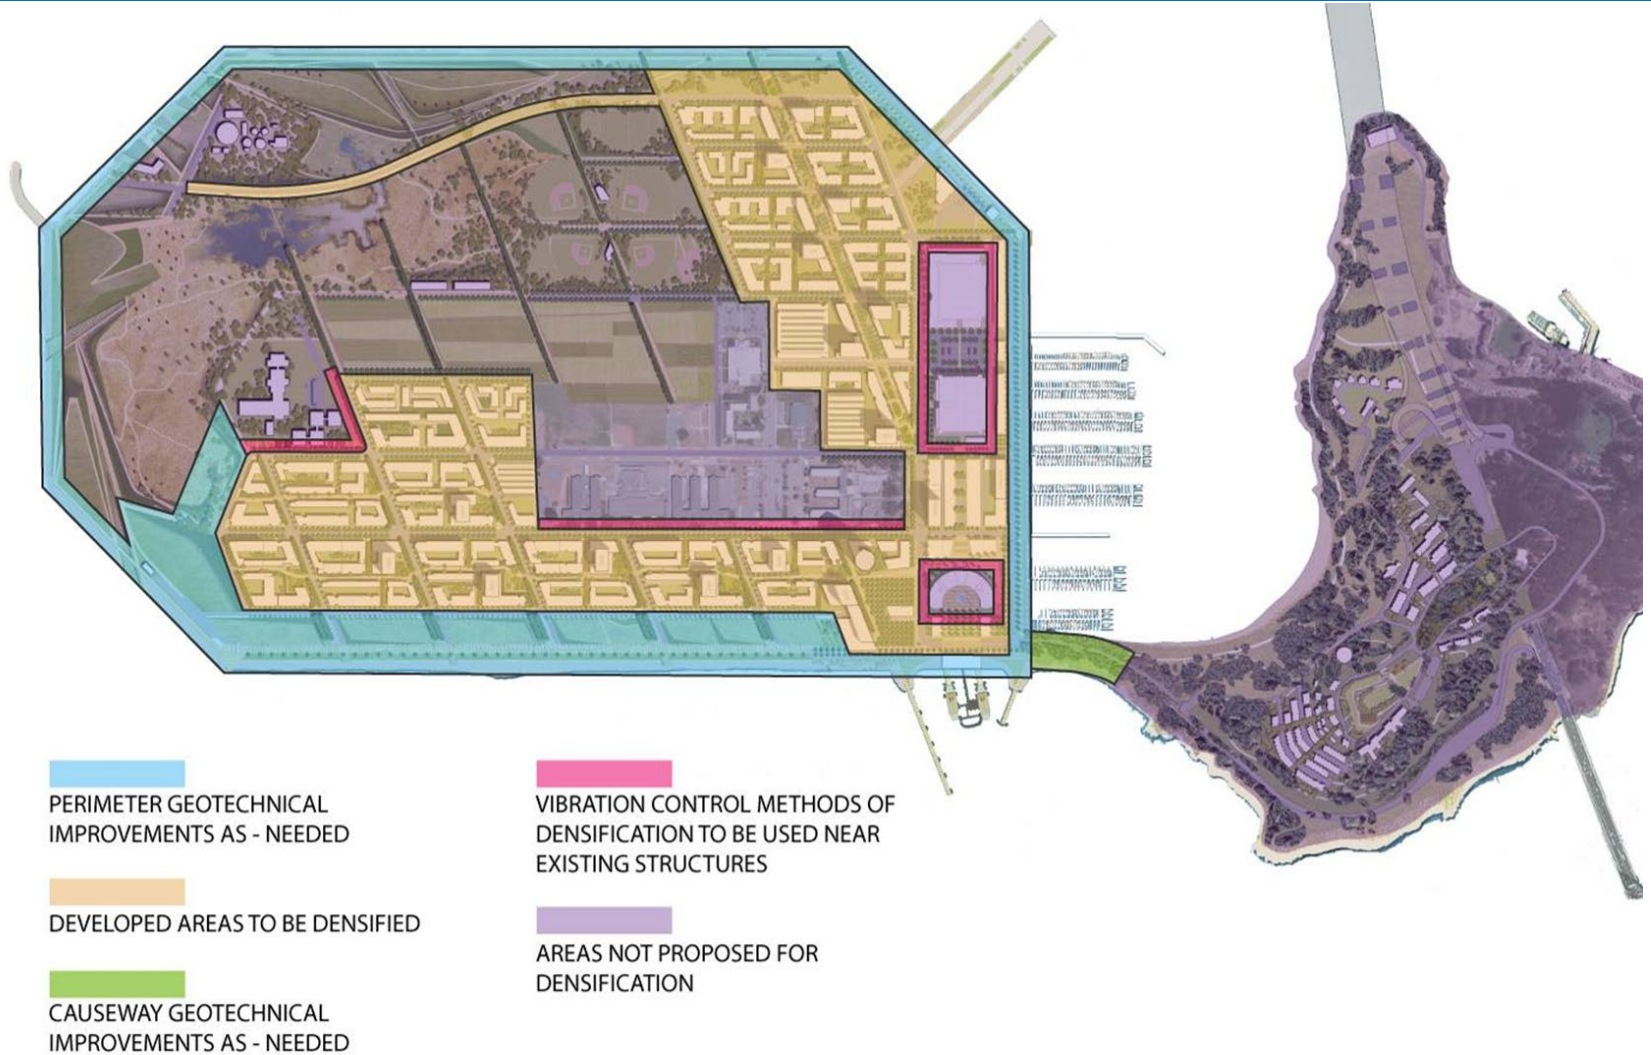 PERIMETER GEOTECHNICAL
IMPROVEMENTS AS - NEEDED
DEVELOPED AREAS TO BE DENSIFIED
CAUSEWAY GEOTECHNICAL
IMPROVEMENTS AS - NEEDED
VIBRATION CONTROL METHODS OF
DENSIFICATION TO BE USED NEAR
EXISTING STRUCTURES
AREAS NOT PROPOSED FOR
DENSIFICATION